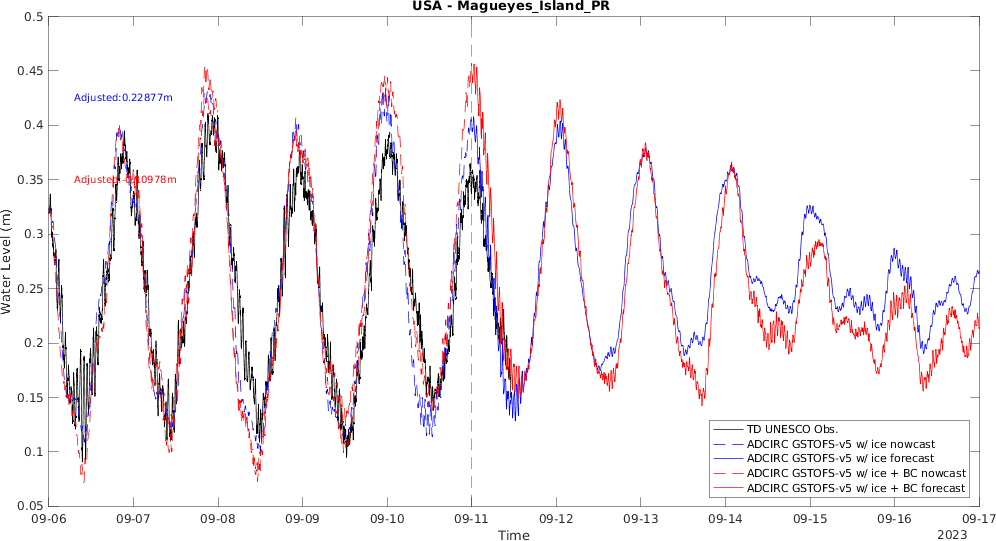 USA - Magueyes_Island_PR
0.5
0.45
0.4
0.35
0.3
0.25
0.2
0.15
0.1
0.05
Water Level (m)
Adjusted:0.22877m
09-06 09-07 09-08 09-09 09-10 09-11 09-12 09-13 09-14 09-15 09-16 09-17
Time
2023
TD UNESCO Obs.
ADCIRC GSTOFS-v5 w/ ice nowcast
ADCIRC GSTOFS-v5 w/ ice forecast
ADCIRC GSTOFS-v5 w/ ice + BC nowcast
ADCIRC GSTOFS-v5 w/ ice + BC forecast